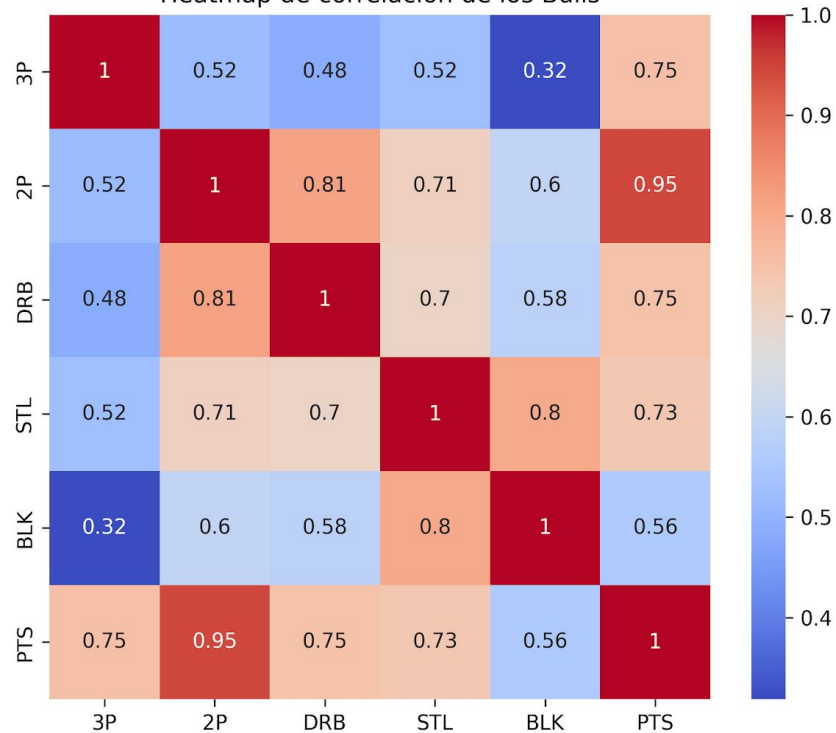 Heatmap de correlación de los Bulls
3P 1 0.52 0.48 0.52 0.32 0.75
2P 0.52 1 0.81 0.71 0.6 0.95
DRB 0.48 0.81 1 0.7 0.58 0.75
STL 0.52 0.71 0.7 1 0.8 0.73
BLK 0.32 0.6 0.58 0.8 1 0.56
PTS 0.75 0.95 0.75 0.73 0.56 1
3P 2P DRB STL BLK PTS
1.0
0.9
0.8
0.7
0.6
0.5
0.4